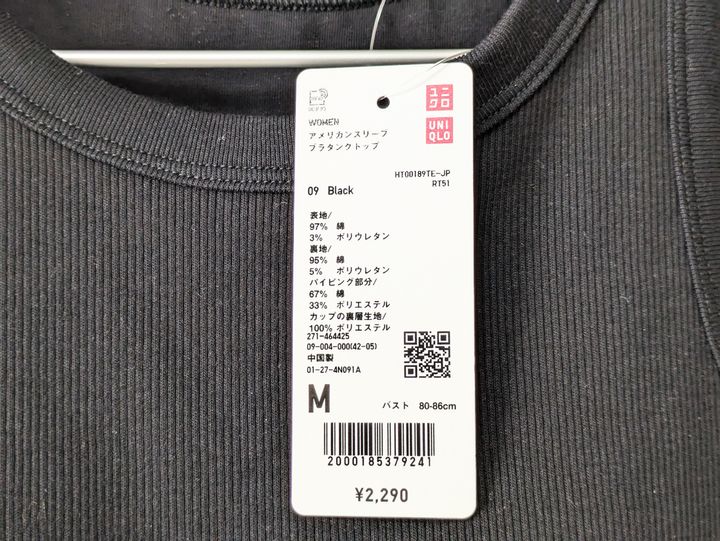 ユニ
クロ
UNI
QLO
WOMEN
アメリカンスリーブ
ブラタンクトップ
HT00189TE-JP
RT51
09 Black
表地/
97% 綿
3% ポリウレタン
裏地/
95% 綿
5% ポリウレタン
パイピング部分/
67% 綿
33% ポリエステル
カップの裏層生地/
100% ポリエステル
271-464425
09-004-000(42-05)
中国製
01-27-4N091A
M バスト 80-86cm
2000185379241
¥2,290